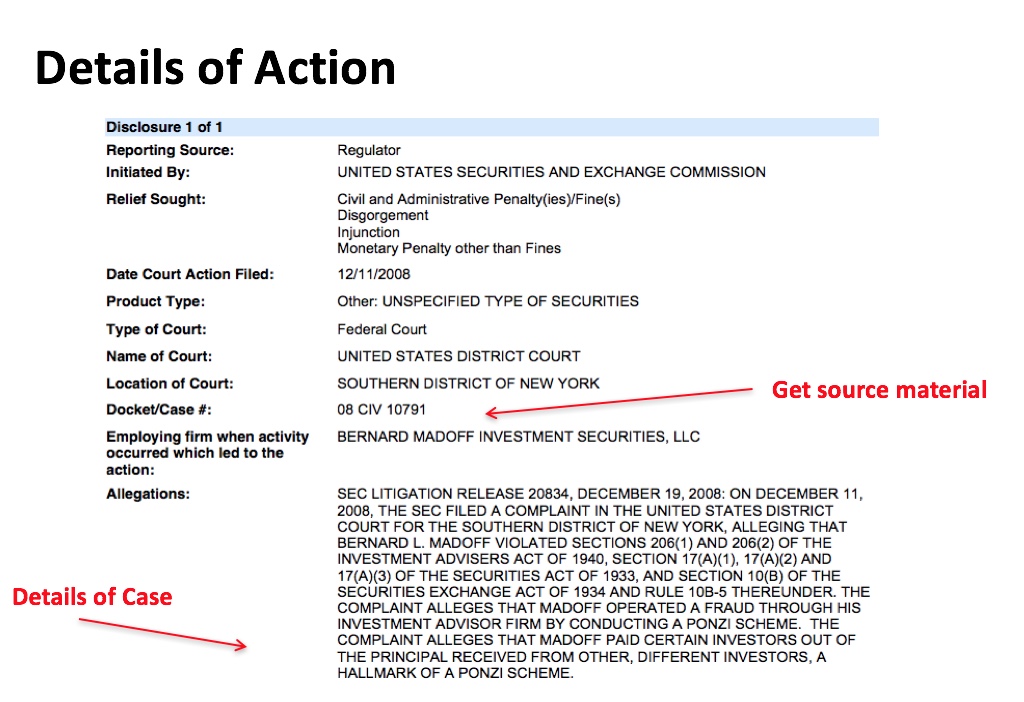 Details of Action
Disclosure 1 of 1
Reporting Source: Regulator
Initiated By: UNITED STATES SECURITIES AND EXCHANGE COMMISSION
Relief Sought: Civil and Administrative Penalty(ies)/Fine(s)
Disgorgement
Injunction
Monetary Penalty other than Fines
Date Court Action Filed: 12/11/2008
Product Type: Other: UNSPECIFIED TYPE OF SECURITIES
Type of Court: Federal Court
Name of Court: UNITED STATES DISTRICT COURT
Location of Court: SOUTHERN DISTRICT OF NEW YORK
Get source material
Docket/Case #: 08 CIV 10791
Employing firm when activity BERNARD MADOFF INVESTMENT SECURITIES, LLC
occurred which led to the
action:
Allegations: SEC LITIGATION RELEASE 20834, DECEMBER 19, 2008: ON DECEMBER 11,
2008, THE SEC FILED A COMPLAINT IN THE UNITED STATES DISTRICT
COURT FOR THE SOUTHERN DISTRICT OF NEW YORK, ALLEGING THAT
BERNARD L. MADOFF VIOLATED SECTIONS 206(1) AND 206(2) OF THE
INVESTMENT ADVISERS ACT OF 1940, SECTION 17(A)(1), 17(A)(2) AND
17(A)(3) OF THE SECURITIES ACT OF 1933, AND SECTION 10(B) OF THE
SECURITIES EXCHANGE ACT OF 1934 AND RULE 10B-5 THEREUNDER. THE
COMPLAINT ALLEGES THAT MADOFF OPERATED A FRAUD THROUGH HIS
INVESTMENT ADVISOR FIRM BY CONDUCTING A PONZI SCHEME. THE
COMPLAINT ALLEGES THAT MADOFF PAID CERTAIN INVESTORS OUT OF
THE PRINCIPAL RECEIVED FROM OTHER, DIFFERENT INVESTORS, A
HALLMARK OF A PONZI SCHEME.
Details of Case